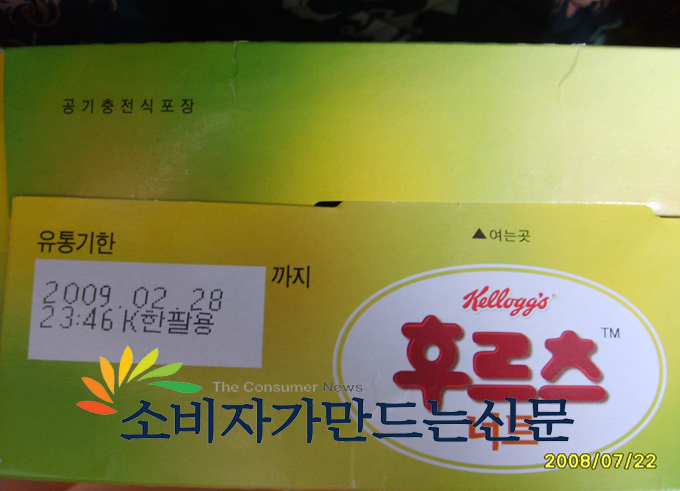 공기충전식포장
유통기한
▲여는곳
까지
2009.02.28
23:46 K한팔용
Kellogg's
후르츠 TM
The Consumer News
소비자가만드는신문
2008/07/22